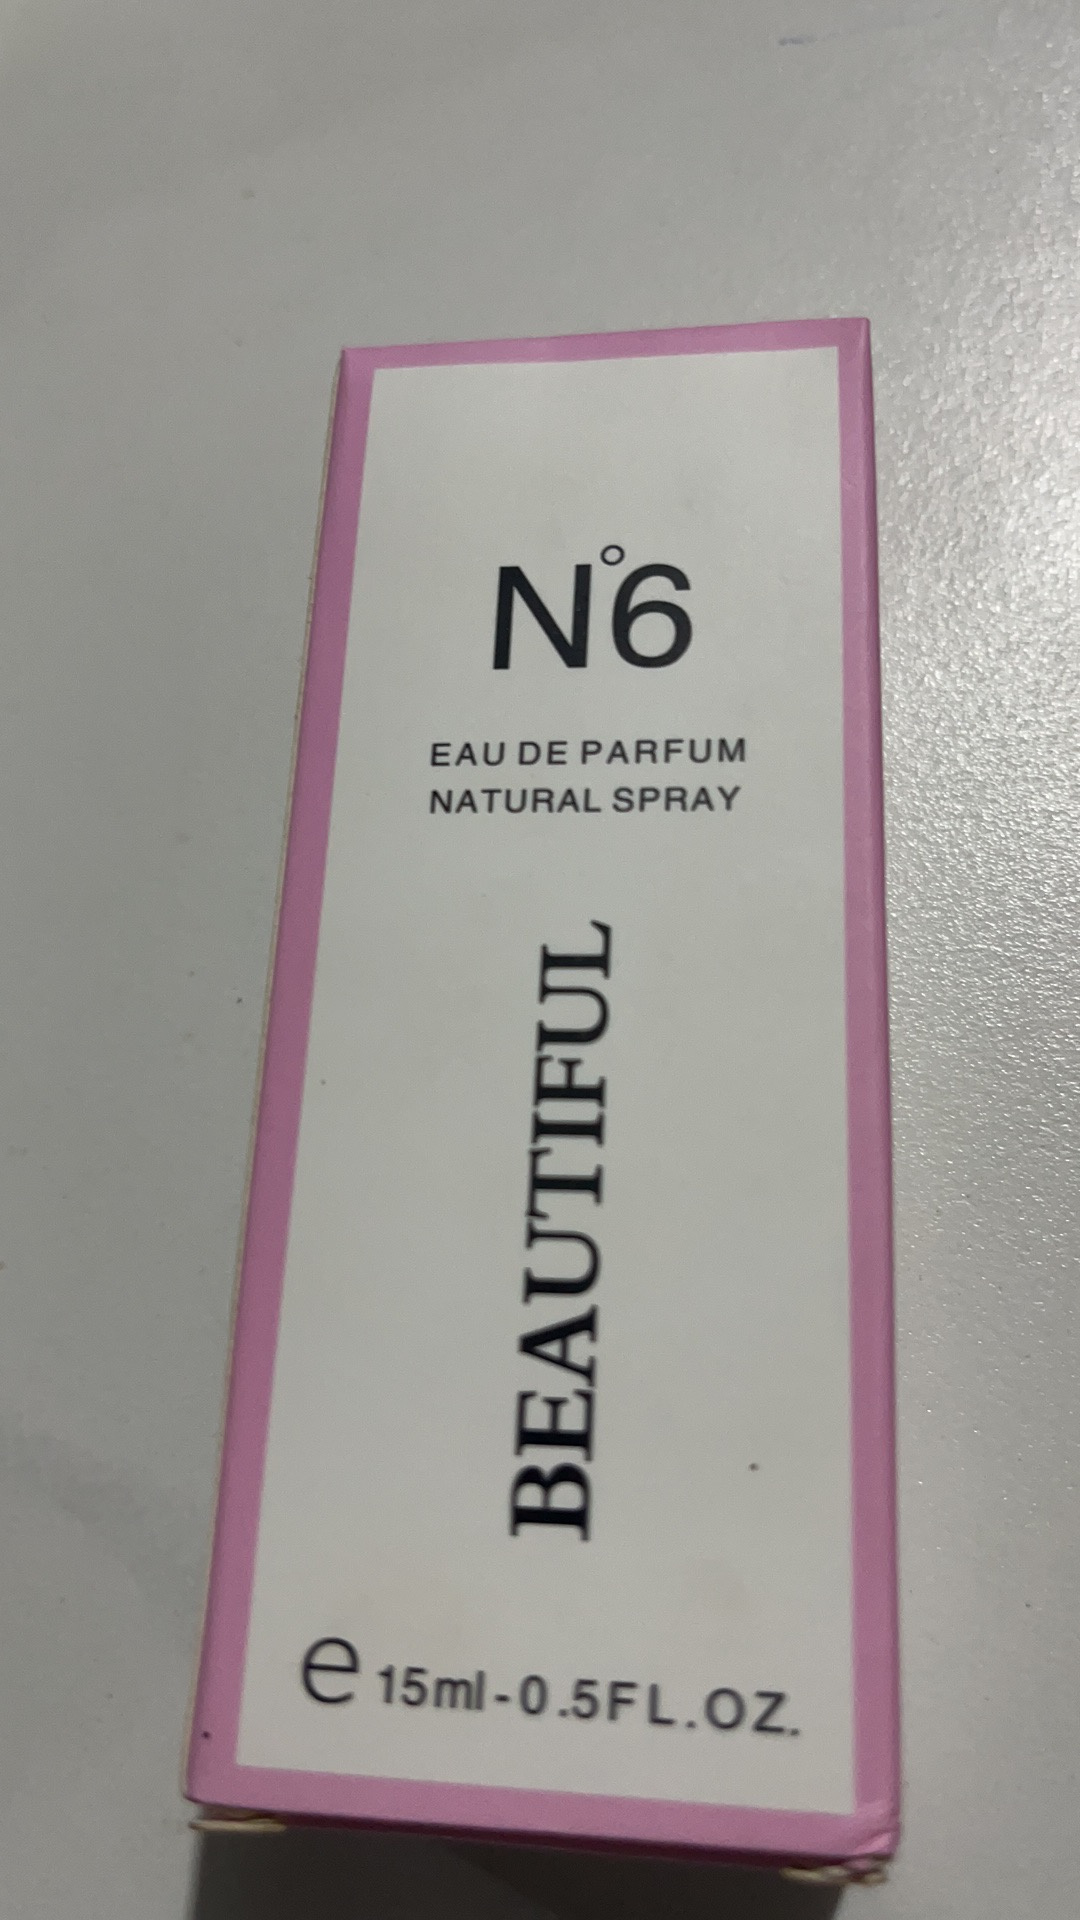 N°6
EAU DE PARFUM
NATURAL SPRAY
BEAUTIFUL
e 15ml-0.5FL.OZ.